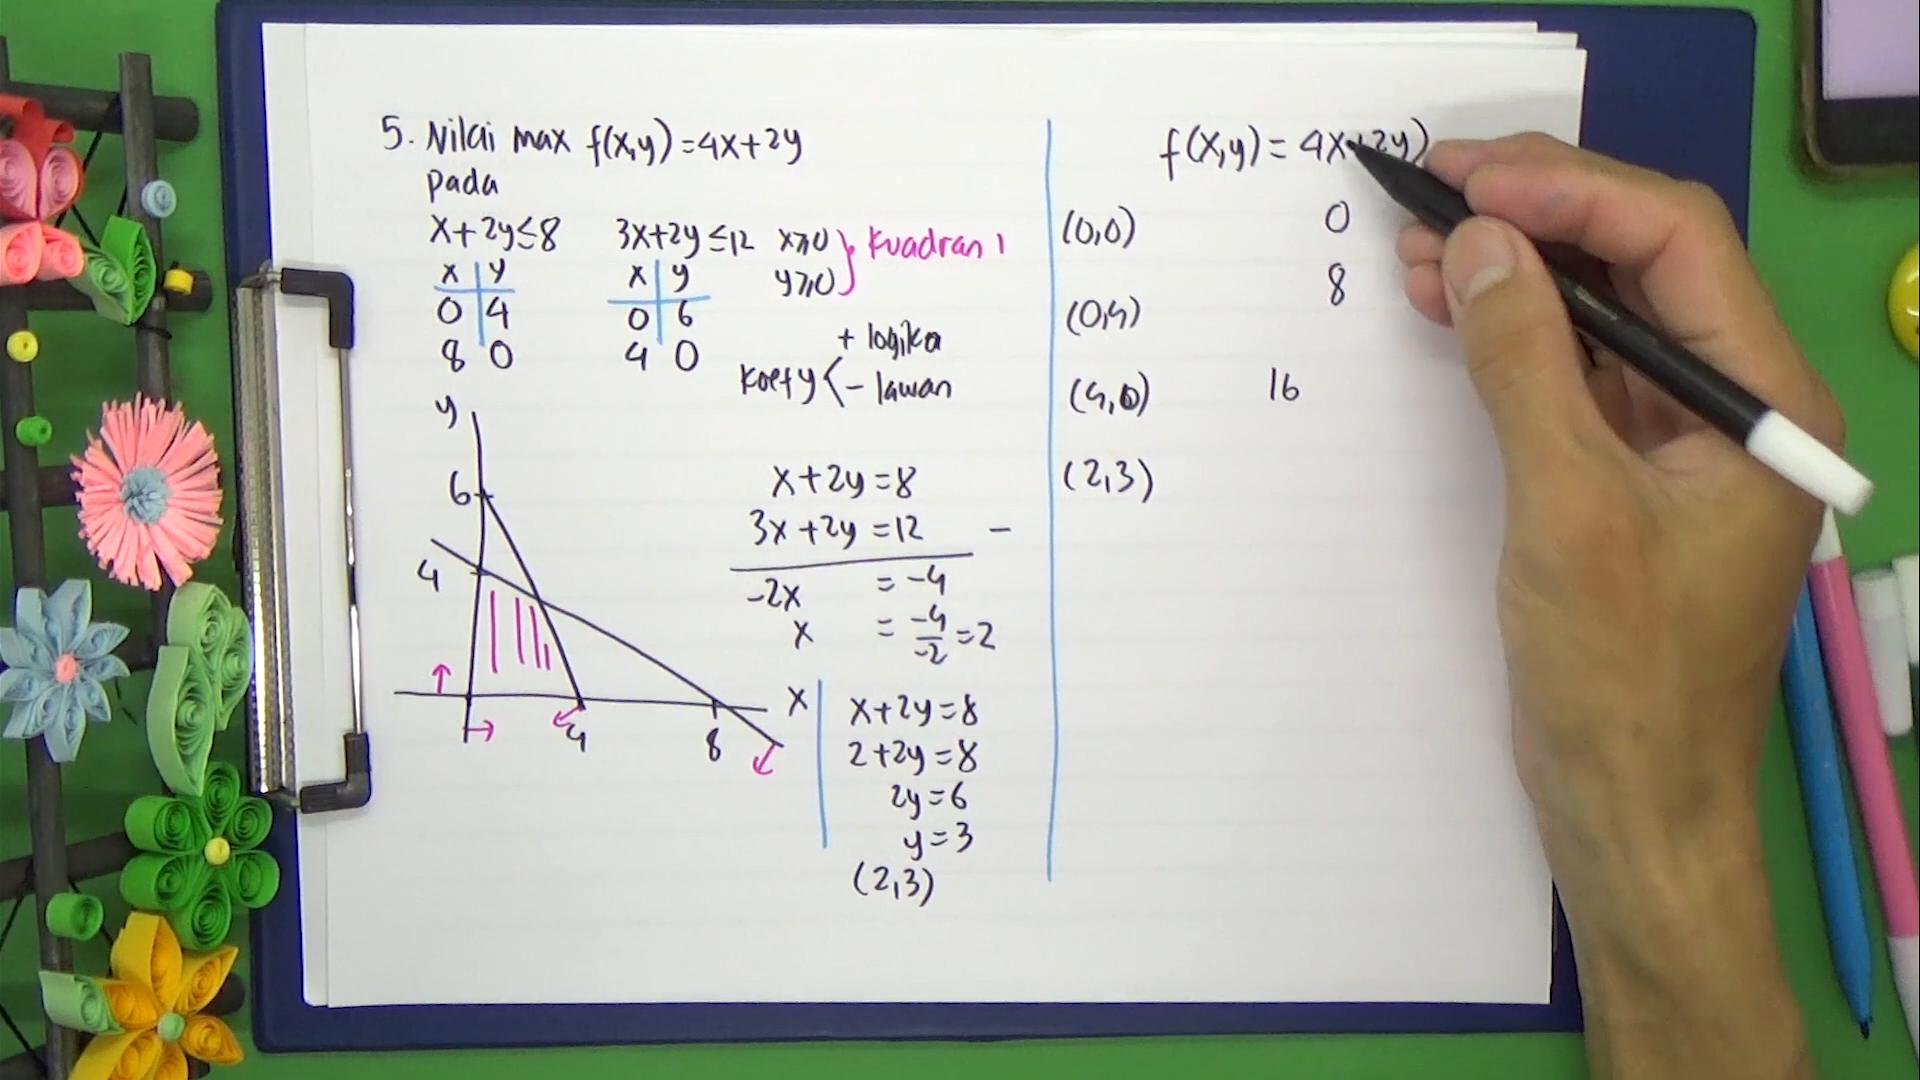 5. Nilai max f(x,y)=4x+2y
pada
x+2y≤8 3x+2y≤12 x≥0 } kuadran 1
y≥0
x | y x | y
0 | 4 0 | 6
8 | 0 4 | 0
+ logika
koef y < - lawan
y
6
4
4
8
x
x+2y=8
3x+2y=12 -
-2x = -4
x = -4/-2 = 2
x+2y=8
2+2y=8
2y=6
y=3
(2,3)
f(x,y)= 4x+2y)
(0,0) 0
(0,4) 8
(4,0) 16
(2,3)